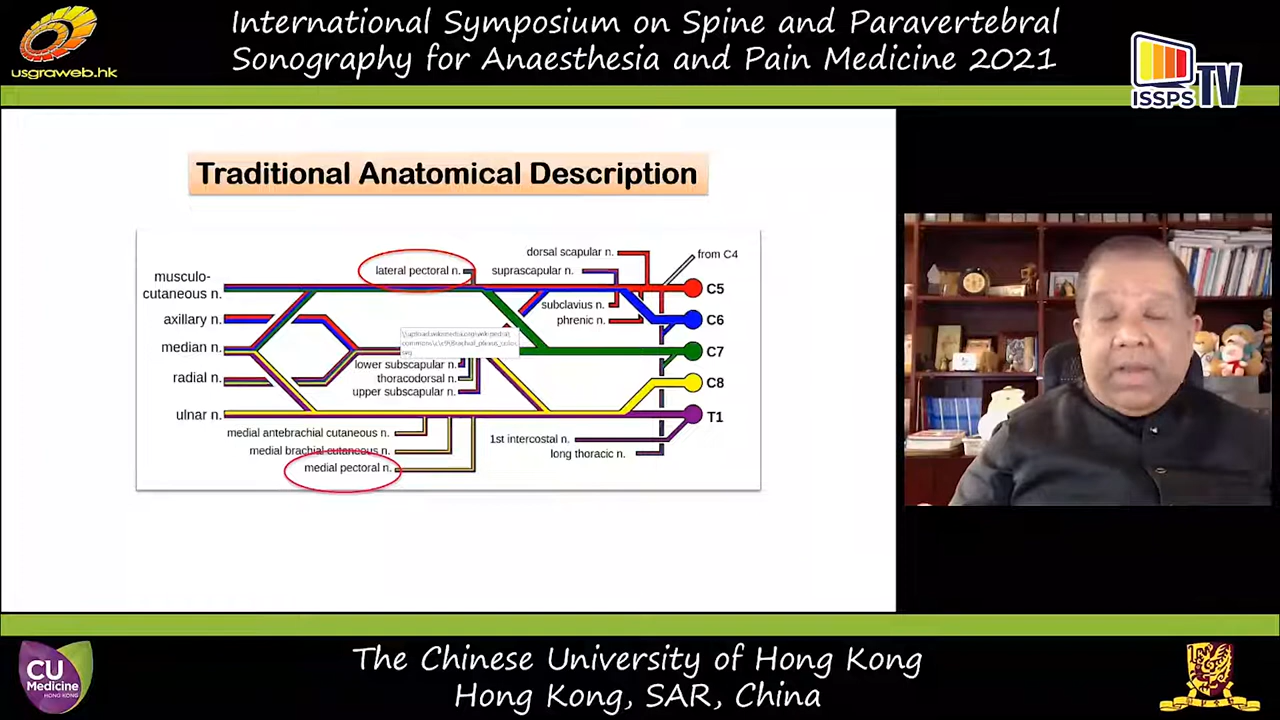 International Symposium on Spine and Paravertebral
Sonography for Anaesthesia and Pain Medicine 2021
usgraweb.hk
ISSPS TV
Traditional Anatomical Description
dorsal scapular n.
from C4
lateral pectoral n.
suprascapular n.
musculo-
cutaneous n.
C5
subclavius n.
axillary n.
phrenic n.
C6
median n.
C7
lower subscapular n.
radial n.
thoracodorsal n.
C8
upper subscapular n.
ulnar n.
T1
medial antebrachial cutaneous n.
1st intercostal n.
medial brachial cutaneous n.
long thoracic n.
medial pectoral n.
The Chinese University of Hong Kong
Hong Kong, SAR, China
CU
Medicine
HONG KONG